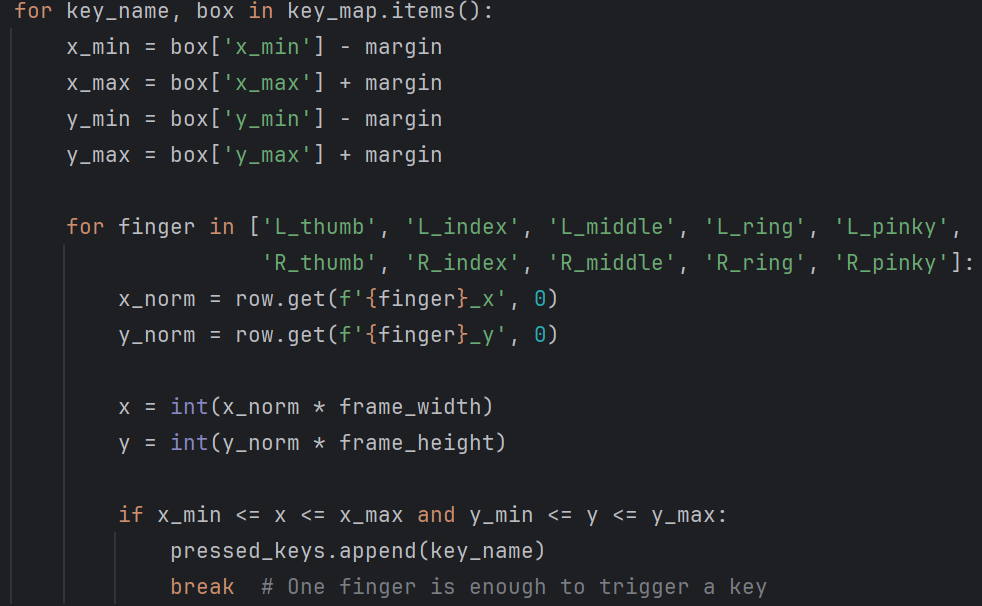 for key_name, box in key_map.items():
    x_min = box['x_min'] - margin
    x_max = box['x_max'] + margin
    y_min = box['y_min'] - margin
    y_max = box['y_max'] + margin

    for finger in ['L_thumb', 'L_index', 'L_middle', 'L_ring', 'L_pinky',
                   'R_thumb', 'R_index', 'R_middle', 'R_ring', 'R_pinky']:
        x_norm = row.get(f'{finger}_x', 0)
        y_norm = row.get(f'{finger}_y', 0)

        x = int(x_norm * frame_width)
        y = int(y_norm * frame_height)

        if x_min <= x <= x_max and y_min <= y <= y_max:
            pressed_keys.append(key_name)
            break  # One finger is enough to trigger a key